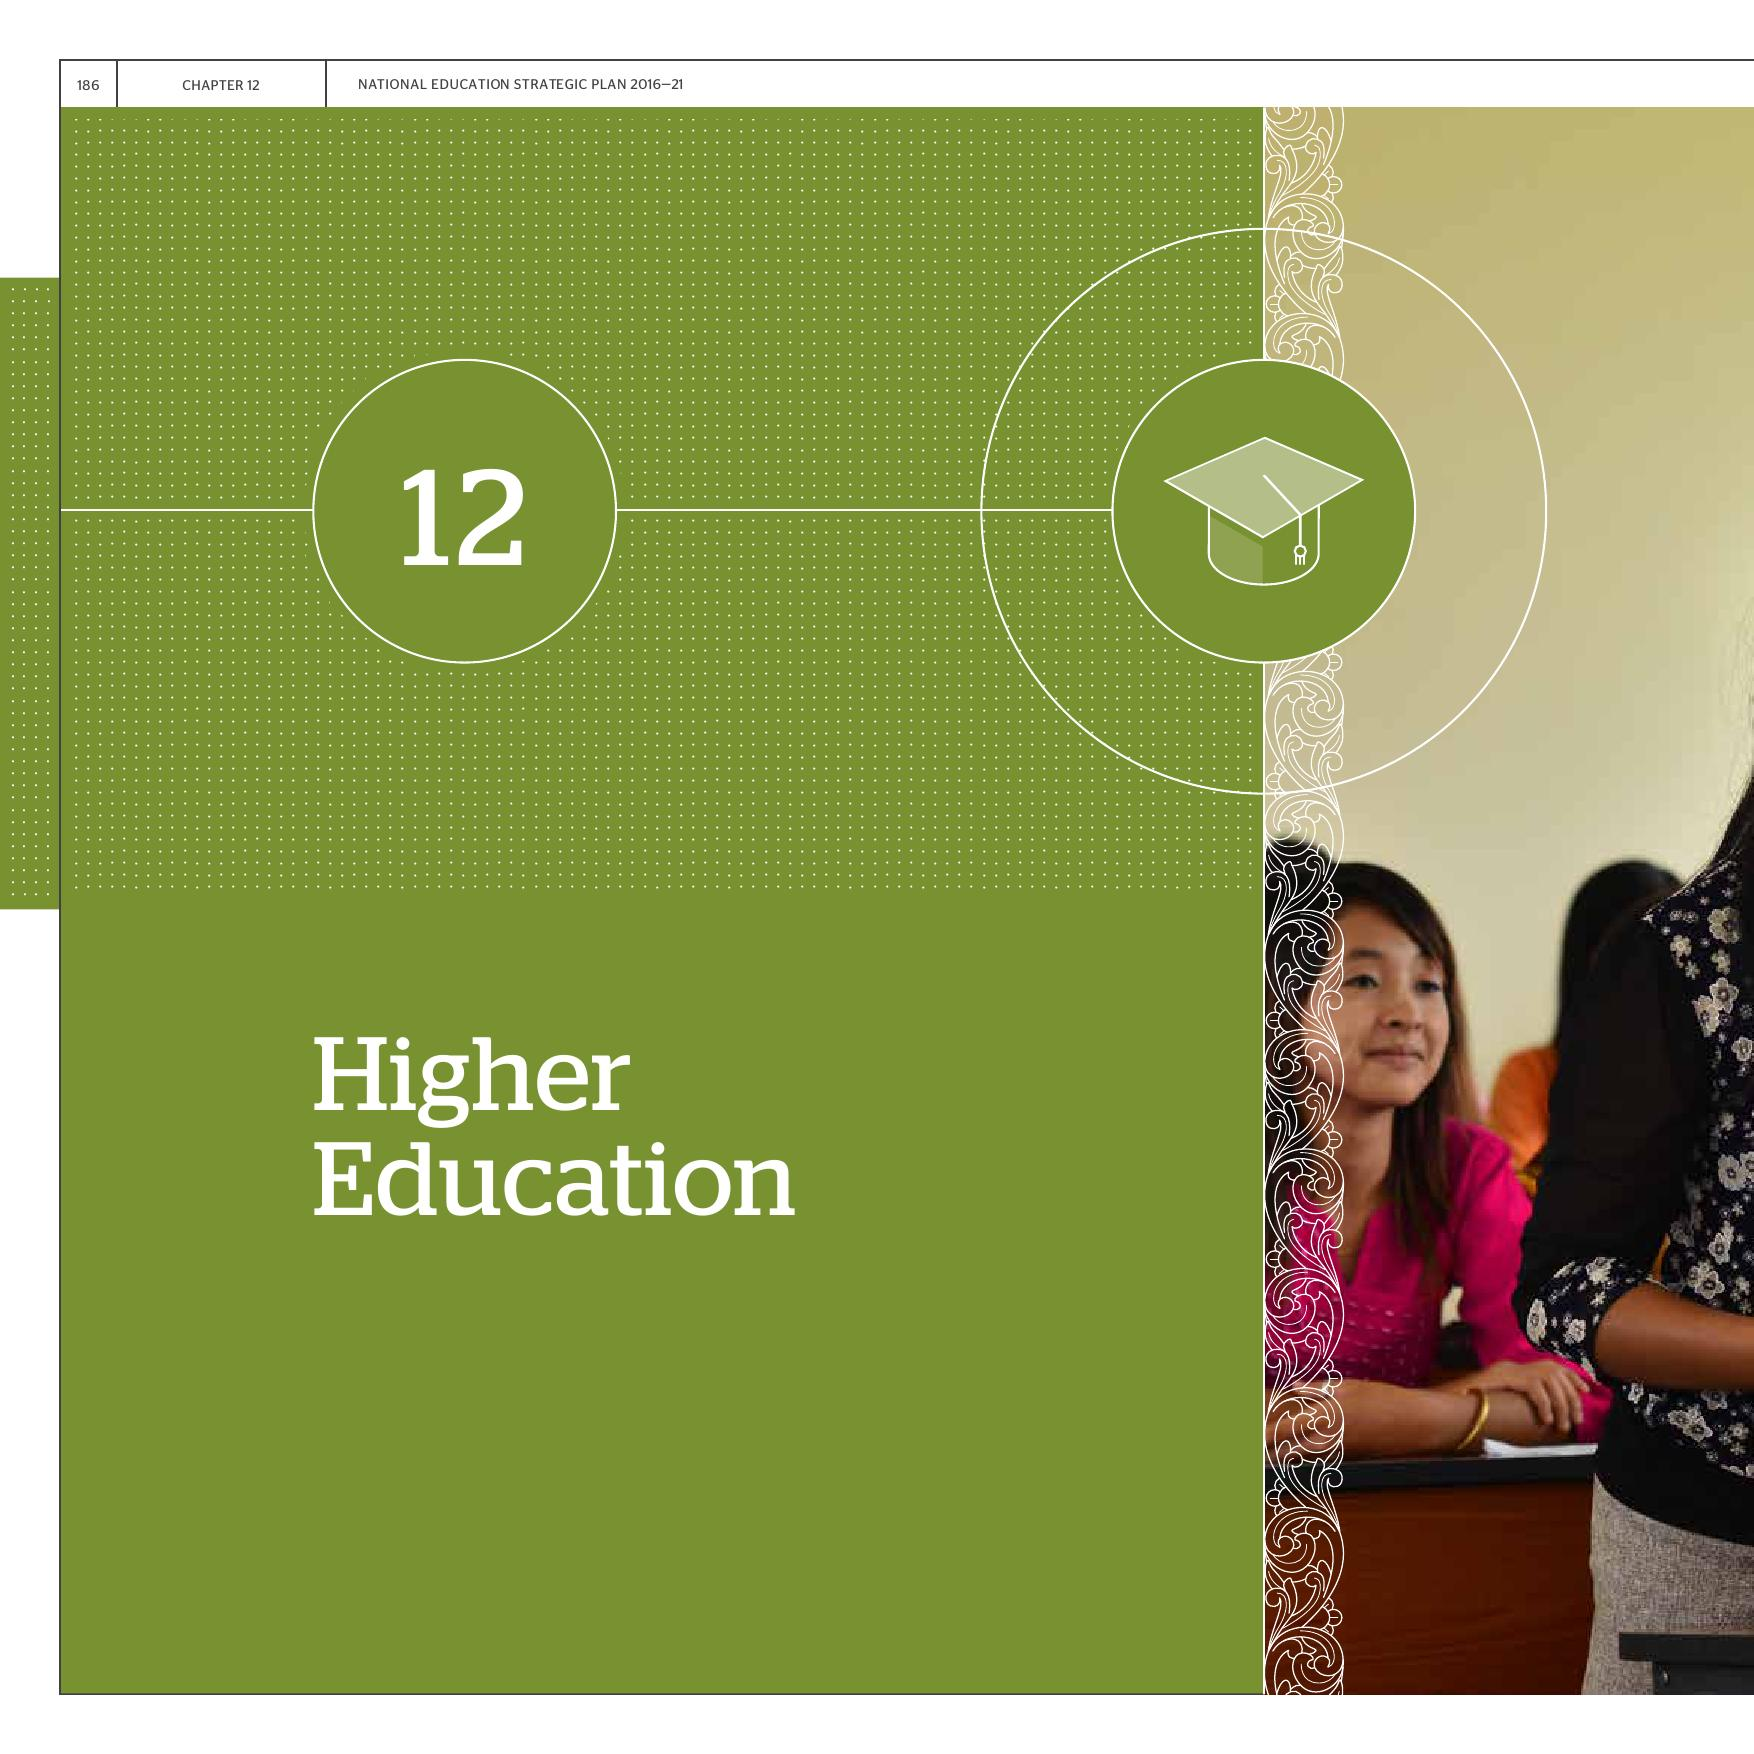 186
CHAPTER 12
NATIONAL EDUCATION STRATEGIC PLAN 2016–21
12
Higher
Education